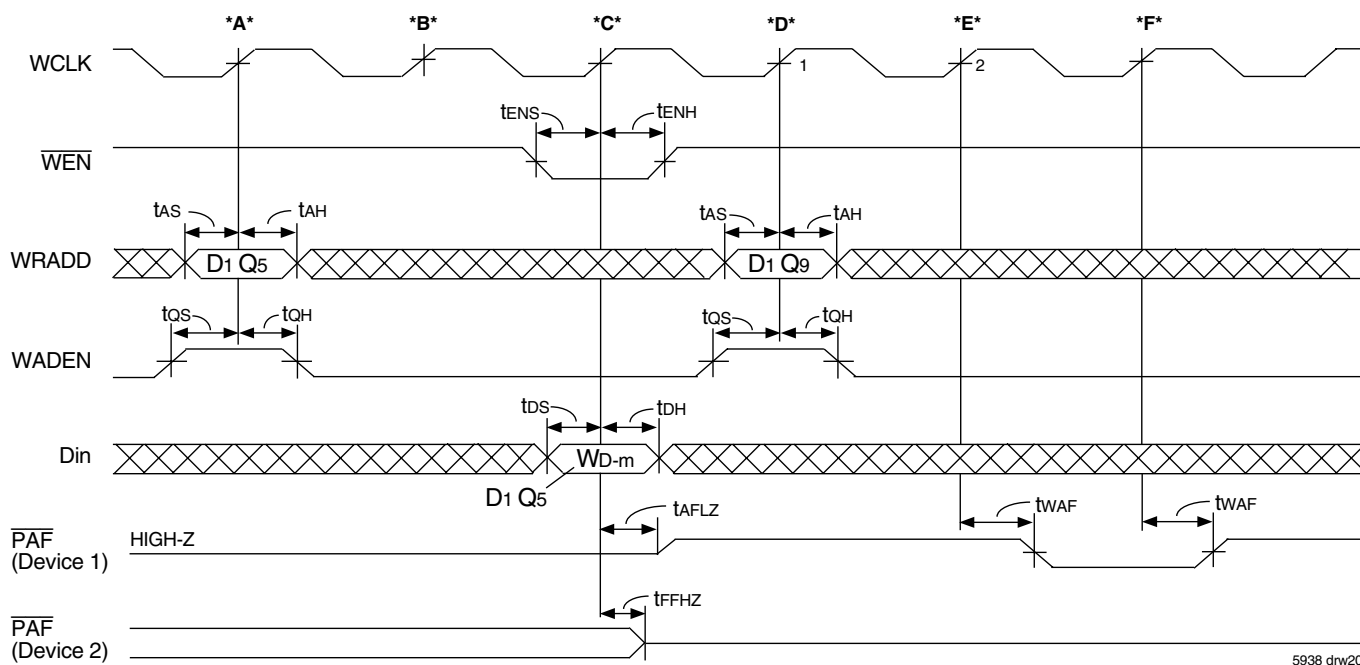 *A* *B* *C* *D* *E* *F*
WCLK
1
2
tENS
tENH
WEN
tAS
tAH
tAS
tAH
WRADD
D1 Q5
D1 Q9
tQS
tQH
tQS
tQH
WADEN
tDS
tDH
Din
WD-m
D1 Q5
tAFLZ
tWAF
tWAF
PAF
(Device 1)
HIGH-Z
tFFHZ
PAF
(Device 2)
5938 drw20